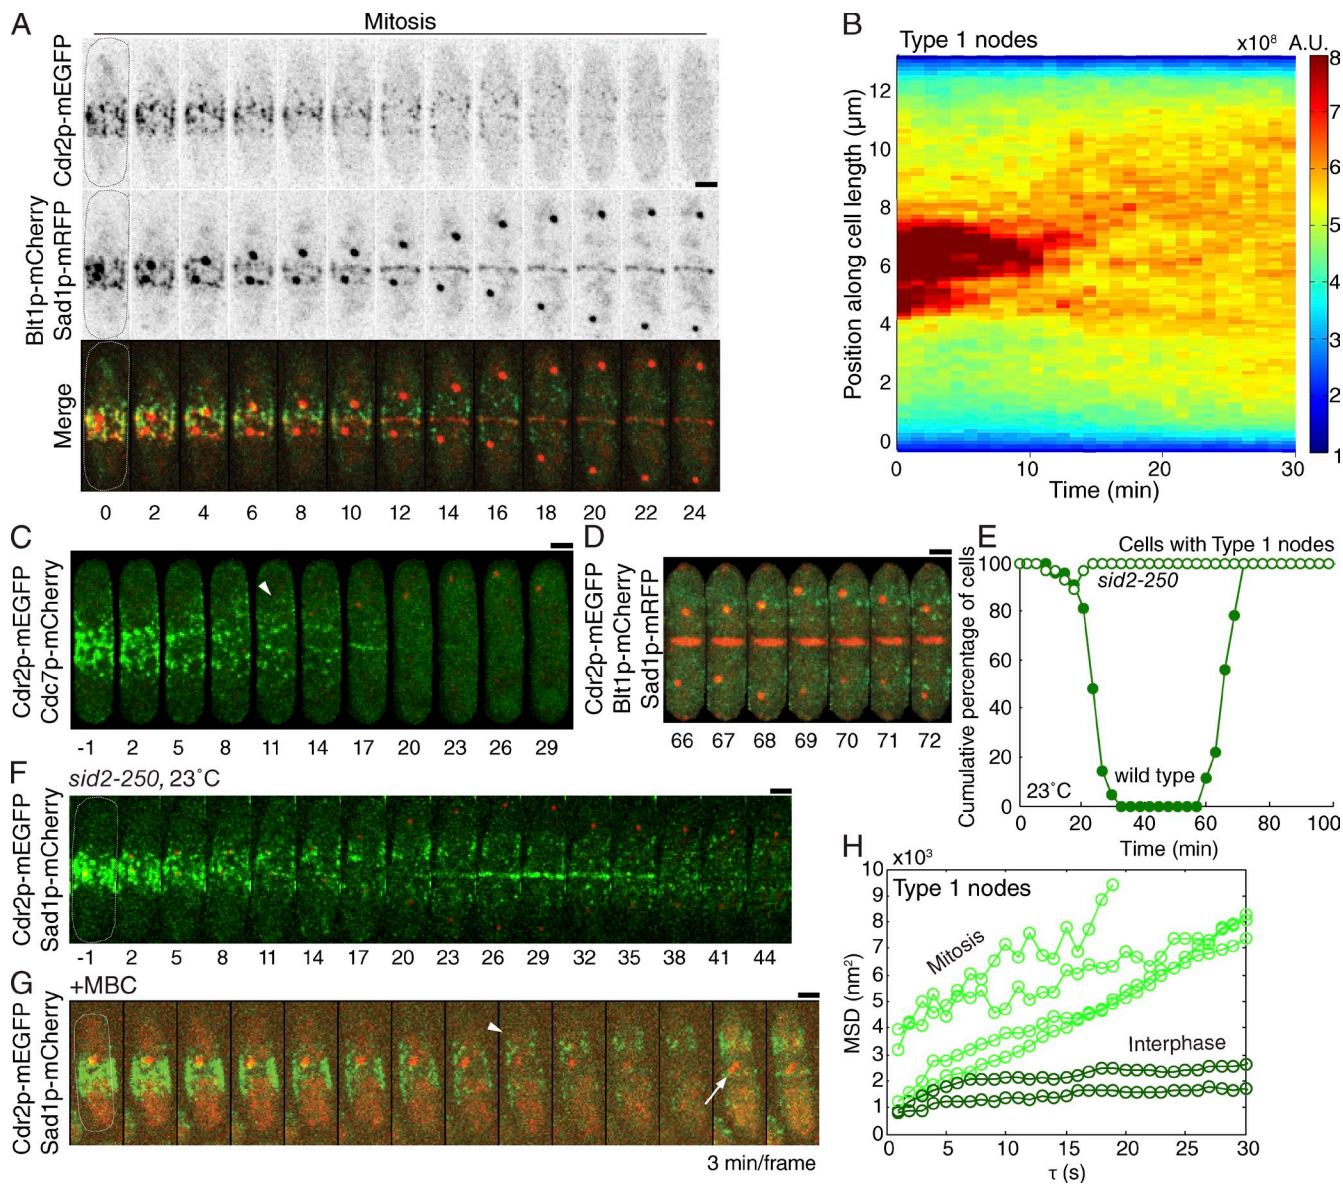 A
Mitosis
Cdr2p-mEGFP
Blt1p-mCherry
Sad1p-mRFP
Merge
0 2 4 6 8 10 12 14 16 18 20 22 24
B
Type 1 nodes
x10⁸ A.U.
Position along cell length (µm)
12
10
8
6
4
2
0
0 10 20 30
Time (min)
8
7
6
5
4
3
2
1
C
Cdr2p-mEGFP
Cdc7p-mCherry
-1 2 5 8 11 14 17 20 23 26 29
D
Cdr2p-mEGFP
Blt1p-mCherry
Sad1p-mRFP
66 67 68 69 70 71 72
E
Cells with Type 1 nodes
sid2-250
wild type
23˚C
Cumulative percentage of cells
100
80
60
40
20
0
0 20 40 60 80 100
Time (min)
F
sid2-250, 23˚C
Cdr2p-mEGFP
Sad1p-mCherry
-1 2 5 8 11 14 17 20 23 26 29 32 35 38 41 44
G
+MBC
Cdr2p-mEGFP
Sad1p-mCherry
3 min/frame
H
x10³
Type 1 nodes
Mitosis
Interphase
MSD (nm²)
10
9
8
7
6
5
4
3
2
1
0
0 5 10 15 20 25 30
τ (s)